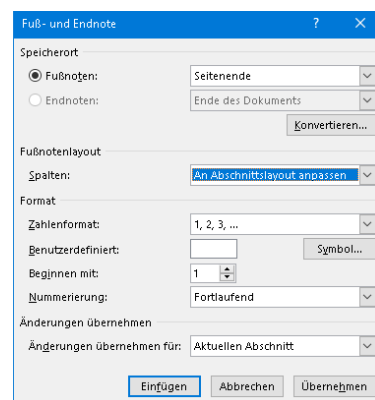 Fuß- und Endnote ?
Speicherort
Fußnoten: Seitenende
Endnoten: Ende des Dokuments
Konvertieren...
Fußnotenlayout
Spalten: An Abschnittslayout anpassen
Format
Zahlenformat: 1, 2, 3, ...
Benutzerdefiniert: Symbol...
Beginnen mit: 1
Nummerierung: Fortlaufend
Änderungen übernehmen
Änderungen übernehmen für: Aktuellen Abschnitt
Einfügen Abbrechen Übernehmen